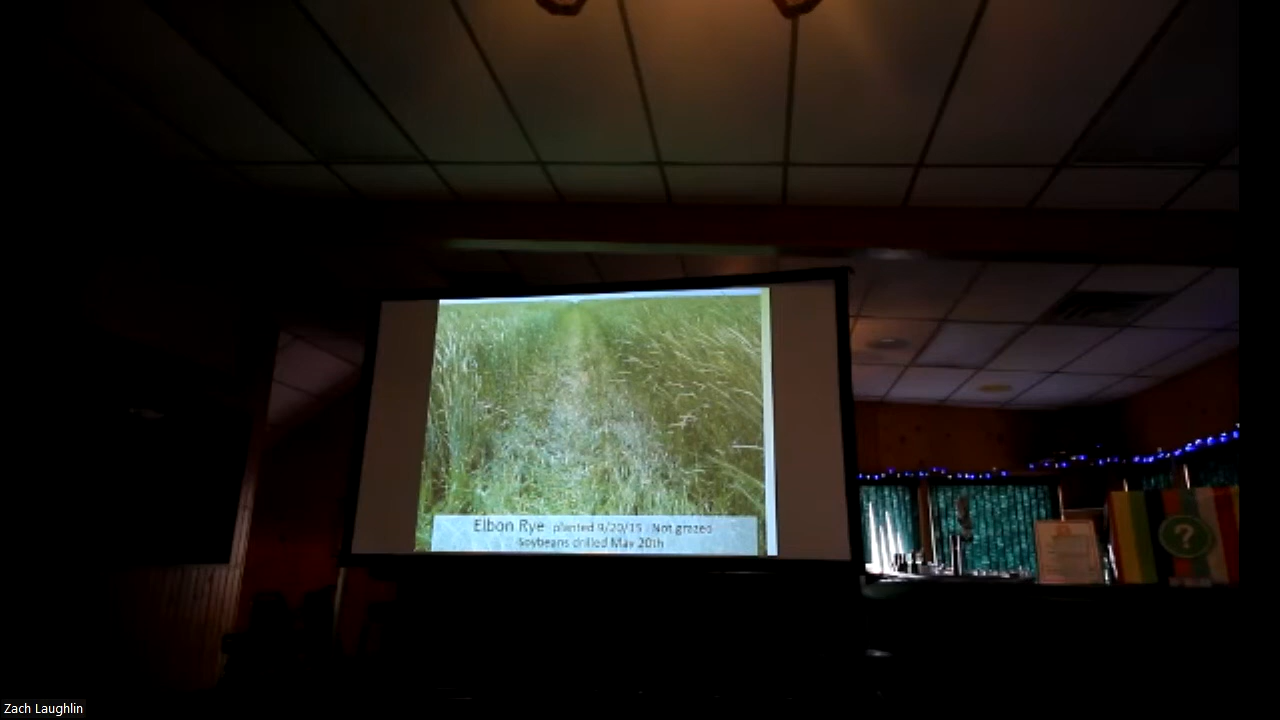 Elbon Rye planted 9/20/15 Not grazed
Soybeans drilled May 20th
?
Zach Laughlin